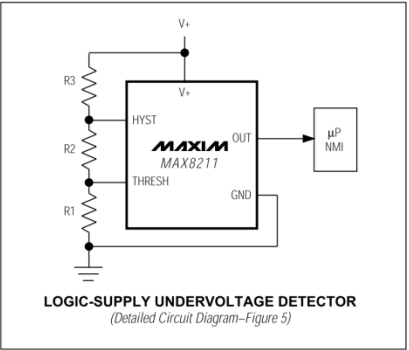 V+
R3
V+
HYST
OUT
µP
NMI
MAXIM
R2
MAX8211
THRESH
GND
R1
LOGIC-SUPPLY UNDERVOLTAGE DETECTOR
(Detailed Circuit Diagram–Figure 5)